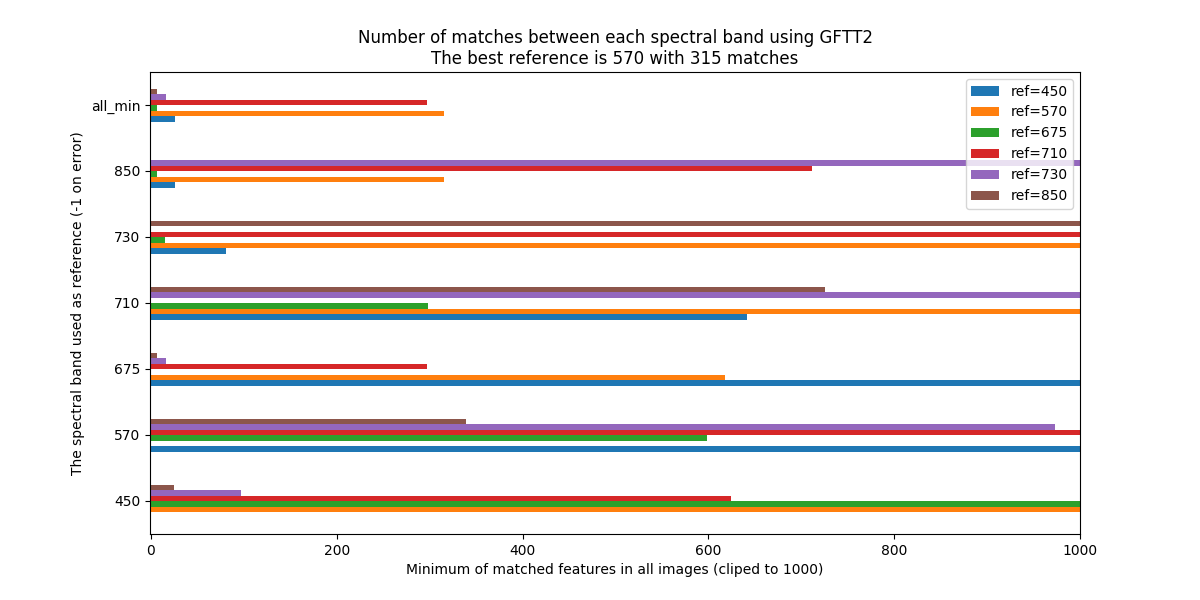 Number of matches between each spectral band using GFTT2
The best reference is 570 with 315 matches
The spectral band used as reference (-1 on error)
all_min
850
730
710
675
570
450
ref=450
ref=570
ref=675
ref=710
ref=730
ref=850
0 200 400 600 800 1000
Minimum of matched features in all images (cliped to 1000)